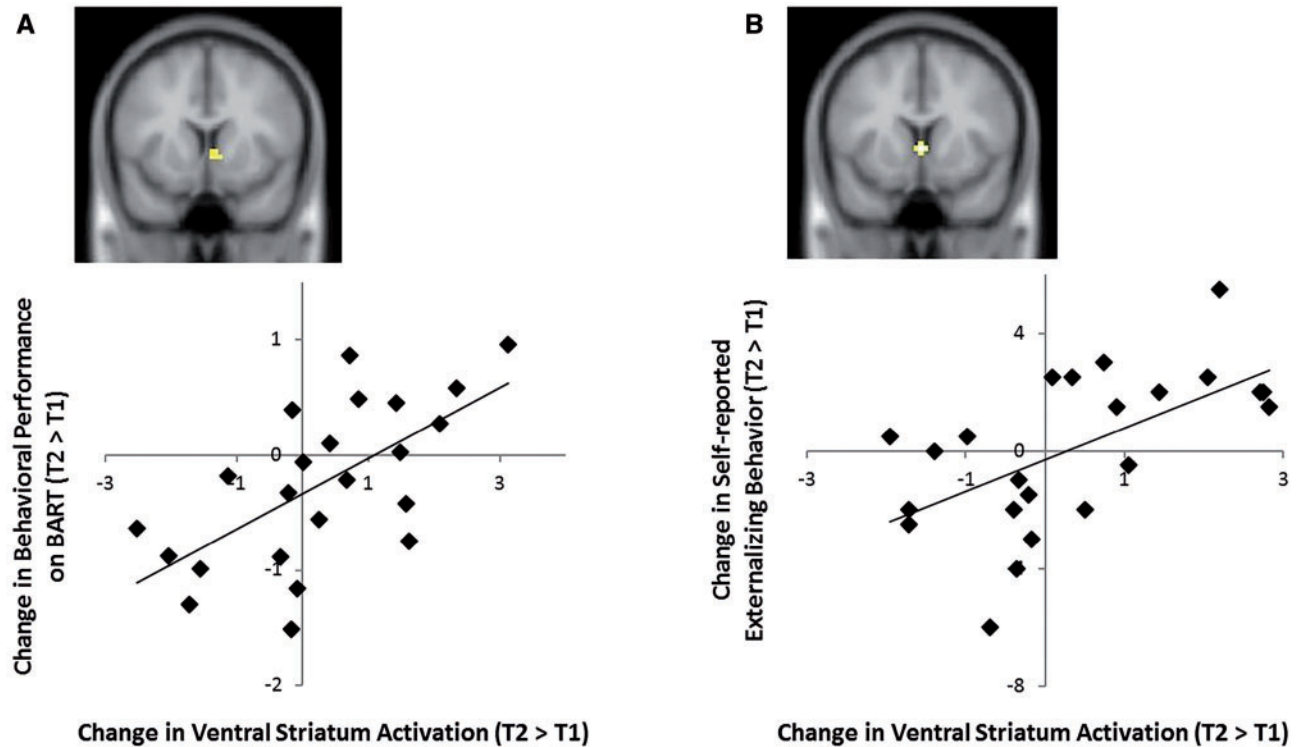 A
B
Change in Behavioral Performance
on BART (T2 > T1)
1
0
-3
-1
1
3
-1
-2
Change in Ventral Striatum Activation (T2 > T1)
Change in Self-reported
Externalizing Behavior (T2 > T1)
4
0
-3
-1
1
3
-8
Change in Ventral Striatum Activation (T2 > T1)